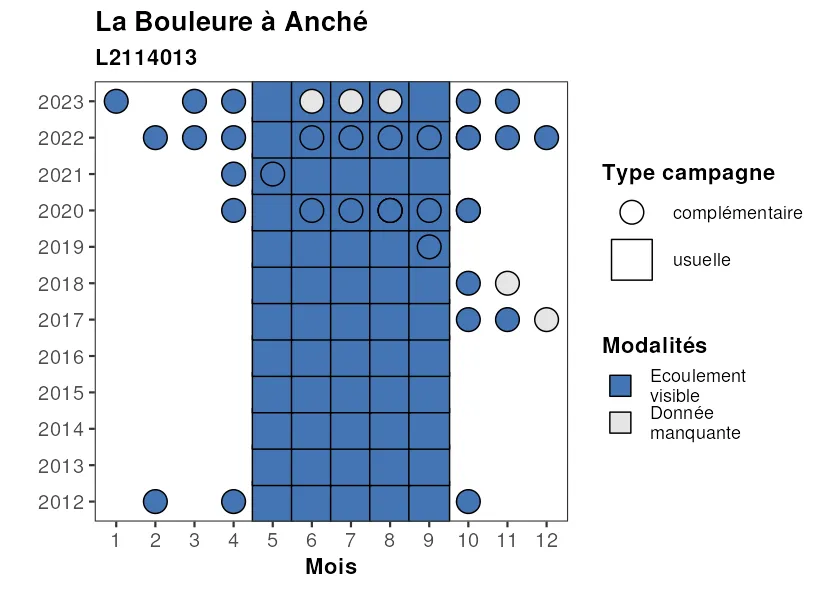 La Bouleure à Anché
L2114013
2023
2022
2021
2020
2019
2018
2017
2016
2015
2014
2013
2012
1 2 3 4 5 6 7 8 9 10 11 12
Mois
Type campagne
complémentaire
usuelle
Modalités
Ecoulement
visible
Donnée
manquante